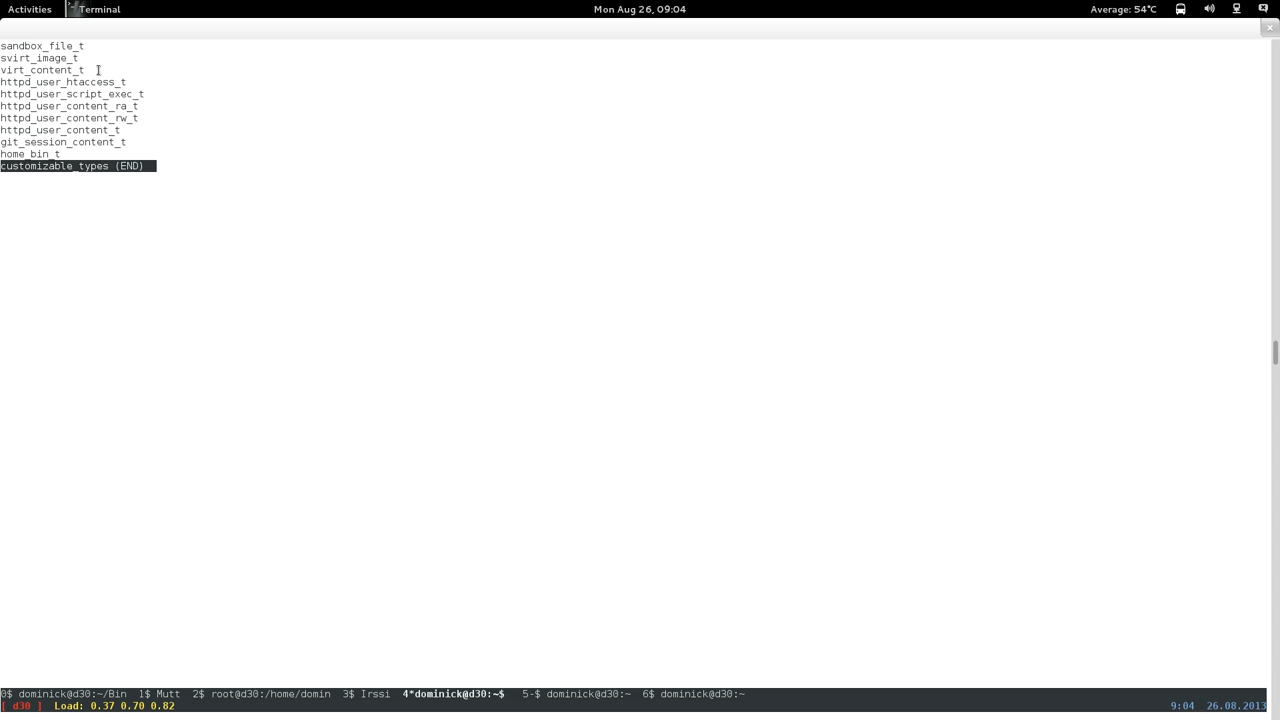 Activities Terminal Mon Aug 26, 09:04 Average: 54°C
sandbox_file_t
svirt_image_t
virt_content_t
httpd_user_htaccess_t
httpd_user_script_exec_t
httpd_user_content_ra_t
httpd_user_content_rw_t
httpd_user_content_t
git_session_content_t
home_bin_t
customizable_types (END)
0$ dominick@d30:~/Bin 1$ Mutt 2$ root@d30:/home/domin 3$ Irssi 4*dominick@d30:~$ 5-$ dominick@d30:~ 6$ dominick@d30:~
[ d30 ] Load: 0.37 0.70 0.82 9:04 26.08.2013